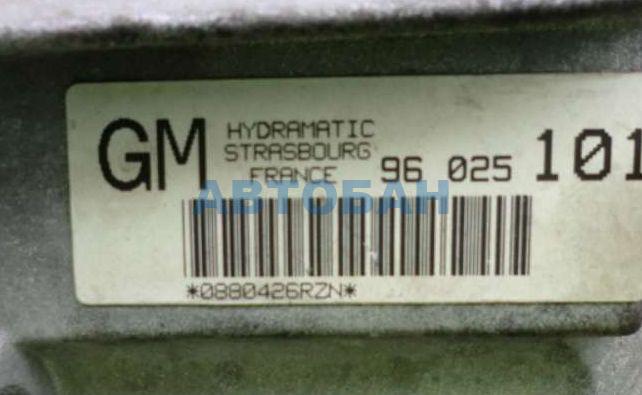 GM
HYDRAMATIC
STRASBOURG
FRANCE 96 025 101
АВТОБАН
*0880426RZN*